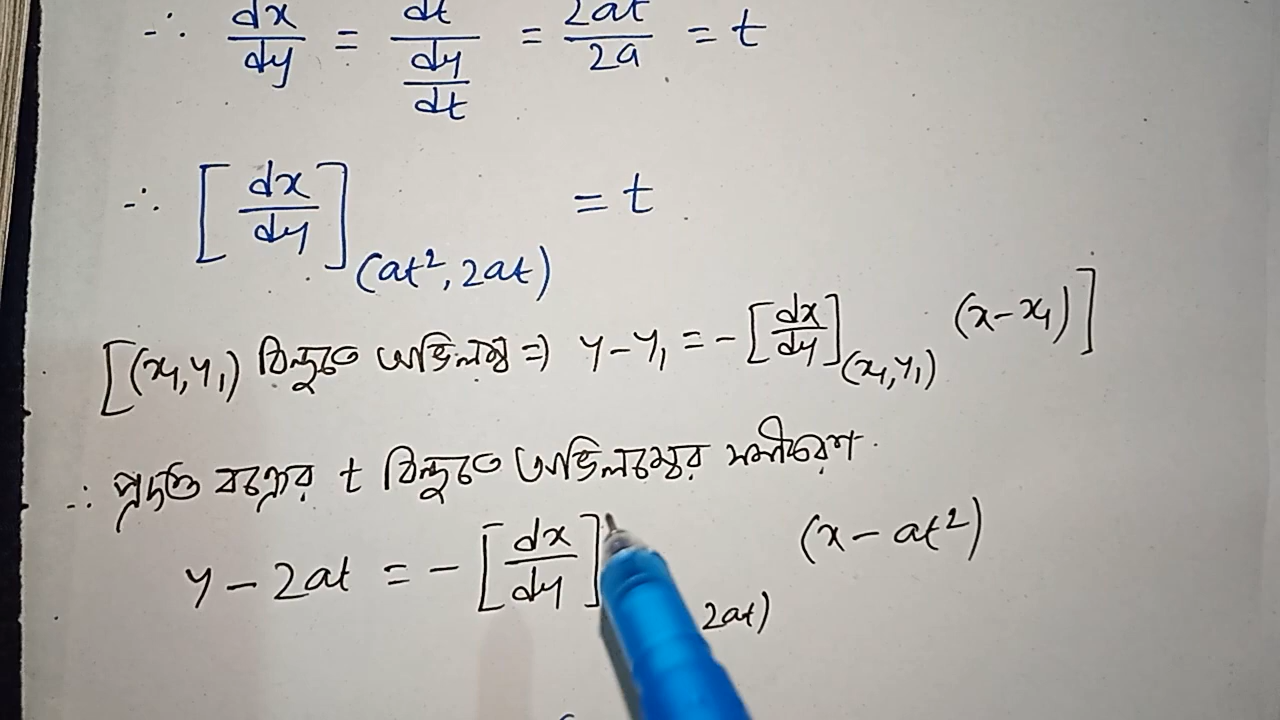 ∴ dx/dy = dt/(dy/dt) = 2at/2a = t
∴ [dx/dy](at², 2at) = t
[(x₁, y₁) বিন্দুতে অভিলম্ব ⇒ y - y₁ = - [dx/dy](x₁, y₁) (x - x₁)]
∴ প্রদত্ত বক্রের t বিন্দুতে অভিলম্বের সমীকরণ.
y - 2at = - [dx/dy] 2at) (x - at²)